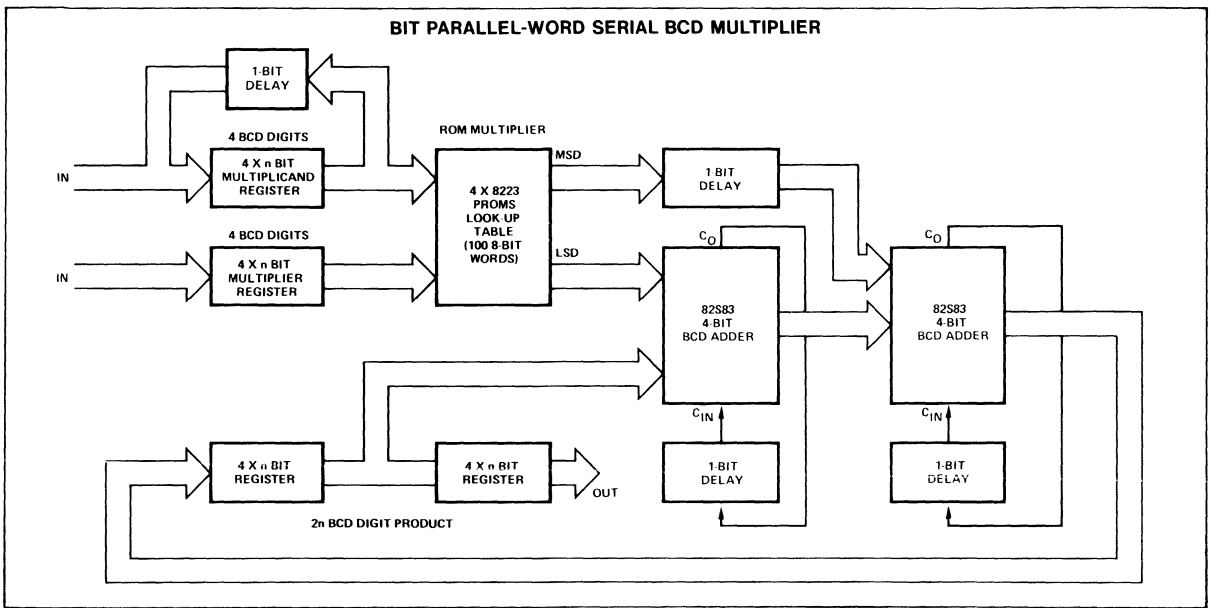 BIT PARALLEL-WORD SERIAL BCD MULTIPLIER
1-BIT
DELAY
4 BCD DIGITS
IN
4 X n BIT
MULTIPLICAND
REGISTER
4 BCD DIGITS
IN
4 X n BIT
MULTIPLIER
REGISTER
ROM MULTIPLIER
4 X 8223
PROMS
LOOK-UP
TABLE
(100 8-BIT
WORDS)
MSD
LSD
1 BIT
DELAY
CO
82S83
4-BIT
BCD ADDER
CIN
1-BIT
DELAY
CO
82S83
4-BIT
BCD ADDER
CIN
1-BIT
DELAY
4 X n BIT
REGISTER
4 X n BIT
REGISTER
OUT
2n BCD DIGIT PRODUCT